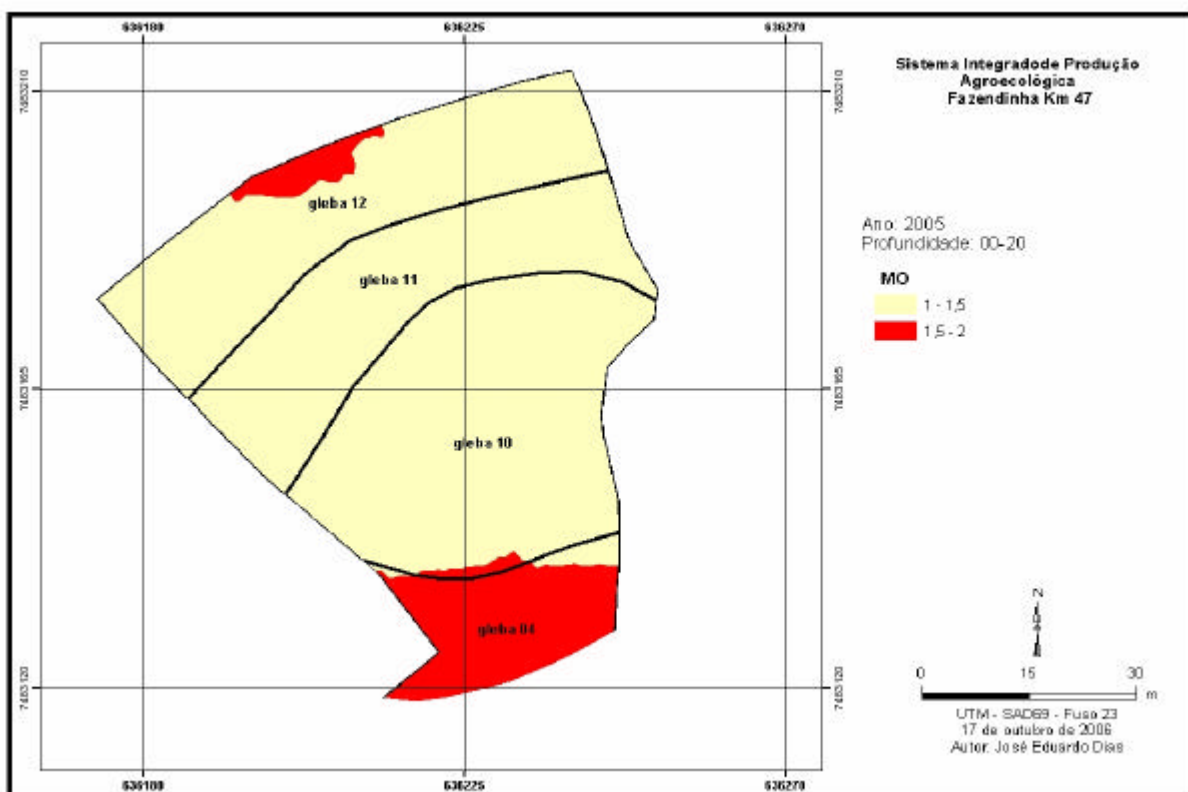 636180 636225 636270
Sistema Integradode Produção
Agroecológica
Fazendinha Km 47
7483210 7483210
gleba 12
Ano: 2005
Profundidade: 00-20
gleba 11
MO
1 - 1,5
1,5 - 2
7483165 7483165
gleba 10
N
gleba 04
0 15 30
m
7483120 7483120
UTM - SAD69 - Fuso 23
17 de outubro de 2006
Autor: José Eduardo Dias
636180 636225 636270